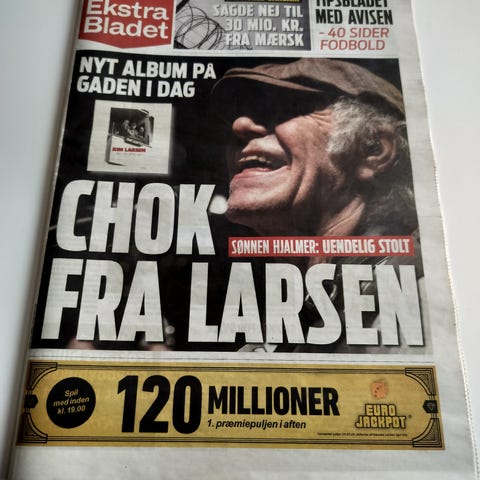 Ekstra
Bladet
SAGDE NEJ TIL
30 MIO. KR.
FRA MÆRSK
TIPSBLADET
MED AVISEN
- 40 SIDER
FODBOLD
NYT ALBUM PÅ
GADEN I DAG
KIM LARSEN
CHOK
SØNNEN HJALMER: UENDELIG STOLT
FRA LARSEN
Spil
med inden
kl. 19.00
120 MILLIONER
1. præmiepuljen i aften
EURO
JACKPOT